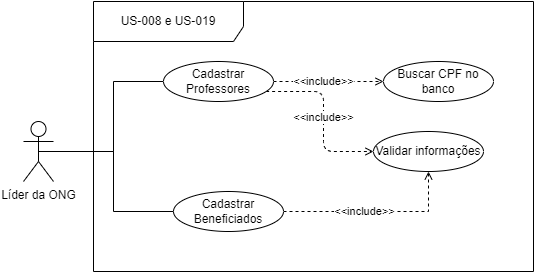 US-008 e US-019
Cadastrar
Professores
<<include>>
Buscar CPF no
banco
<<include>>
Validar informações
Líder da ONG
Cadastrar
Beneficiados
<<include>>